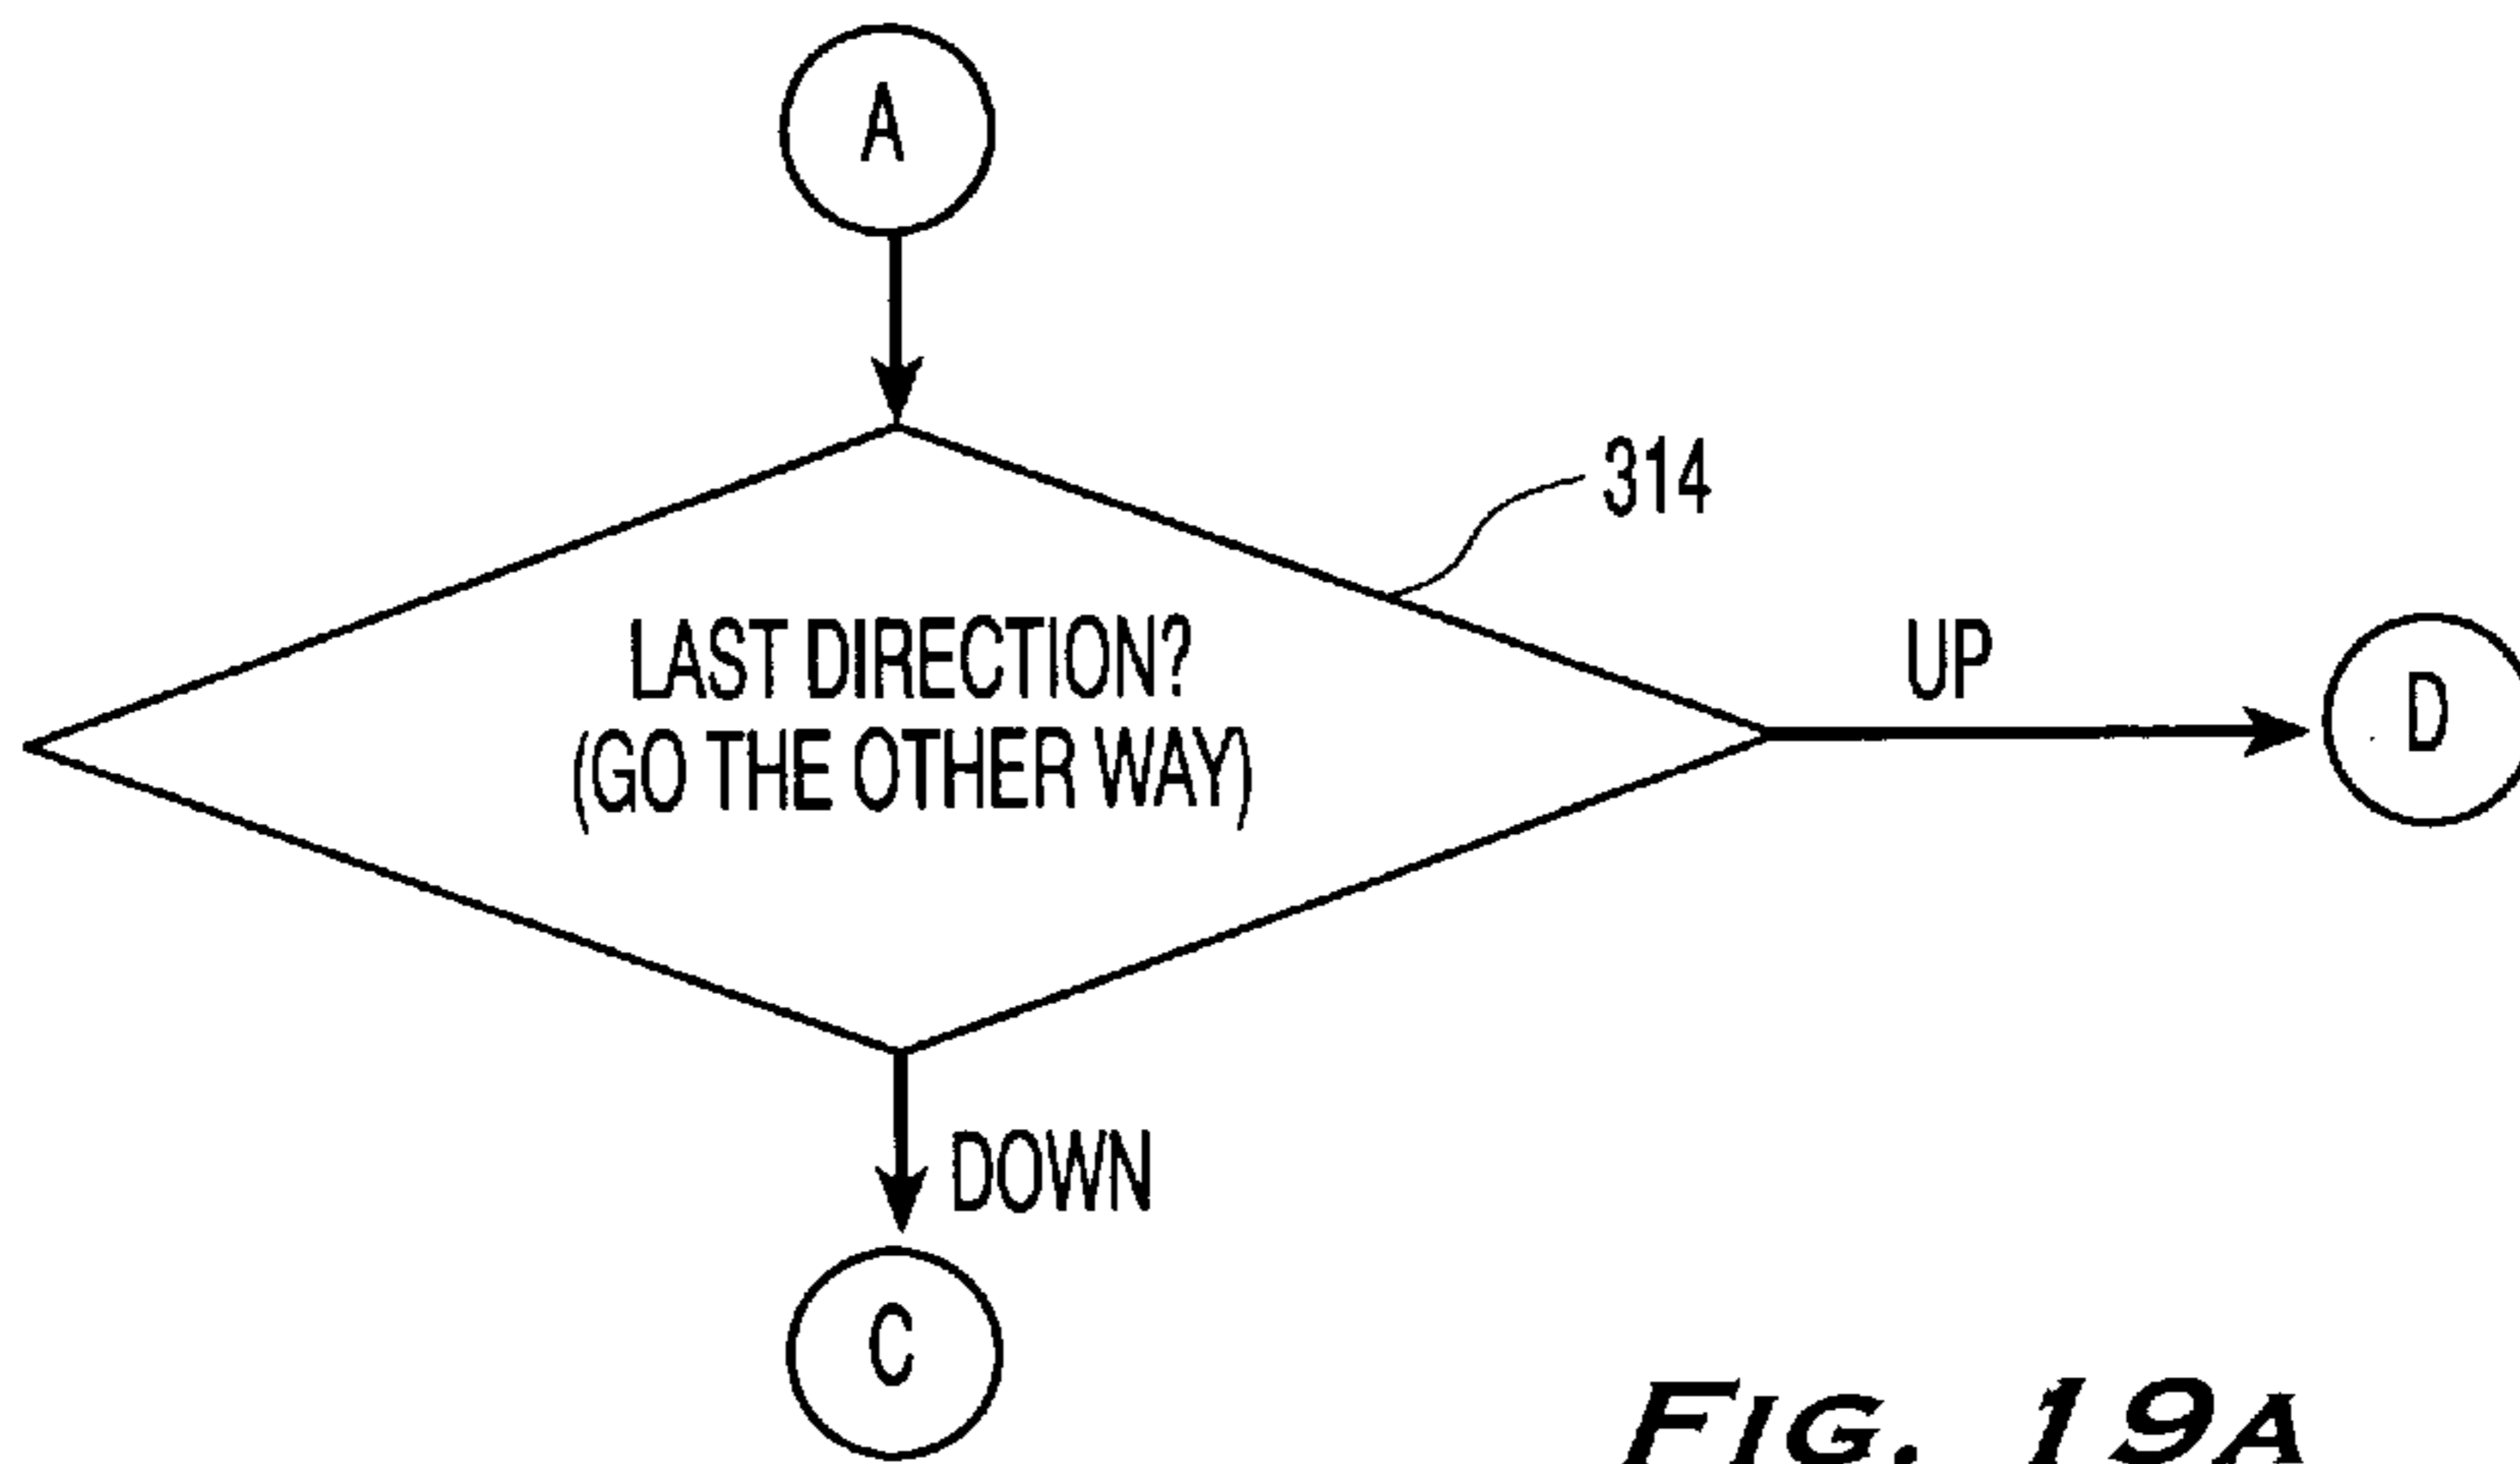 A
314
LAST DIRECTION?
(GO THE OTHER WAY)
UP
D
DOWN
C
FIG. 19A